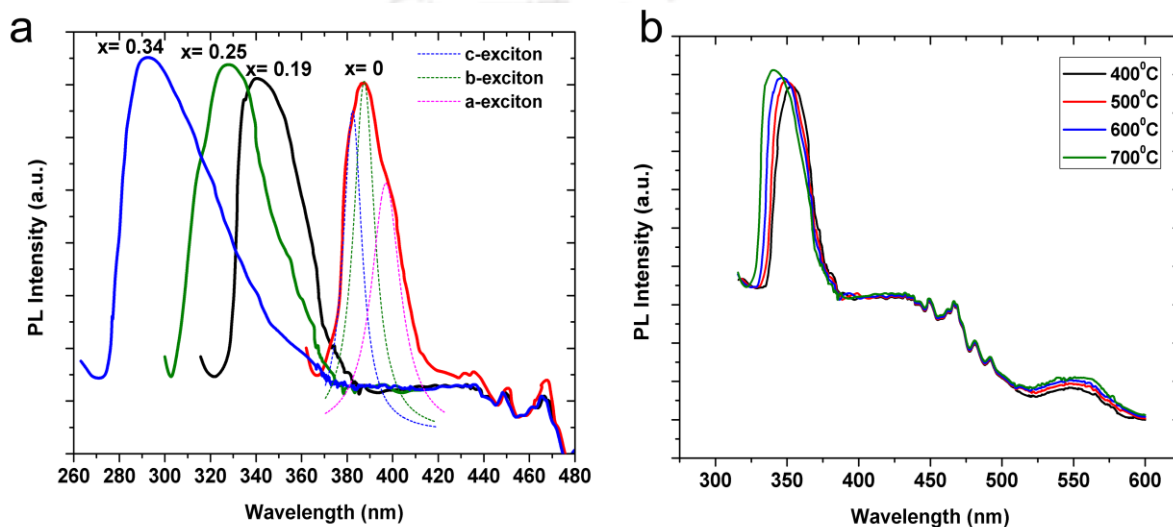 a
x= 0.34
x= 0.25
x= 0.19
x= 0
c-exciton
b-exciton
a-exciton
PL Intensity (a.u.)
260 280 300 320 340 360 380 400 420 440 460 480
Wavelength (nm)
b
400⁰C
500⁰C
600⁰C
700⁰C
PL Intensity (a.u.)
300 350 400 450 500 550 600
Wavelength (nm)